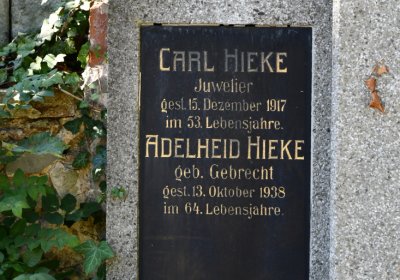 CARL HIEKE
Juwelier
gest. 15. Dezember 1917
im 53. Lebensjahre.
ADELHEID HIEKE
geb. Gebrecht
gest. 13. Oktober 1938
im 64. Lebensjahre.